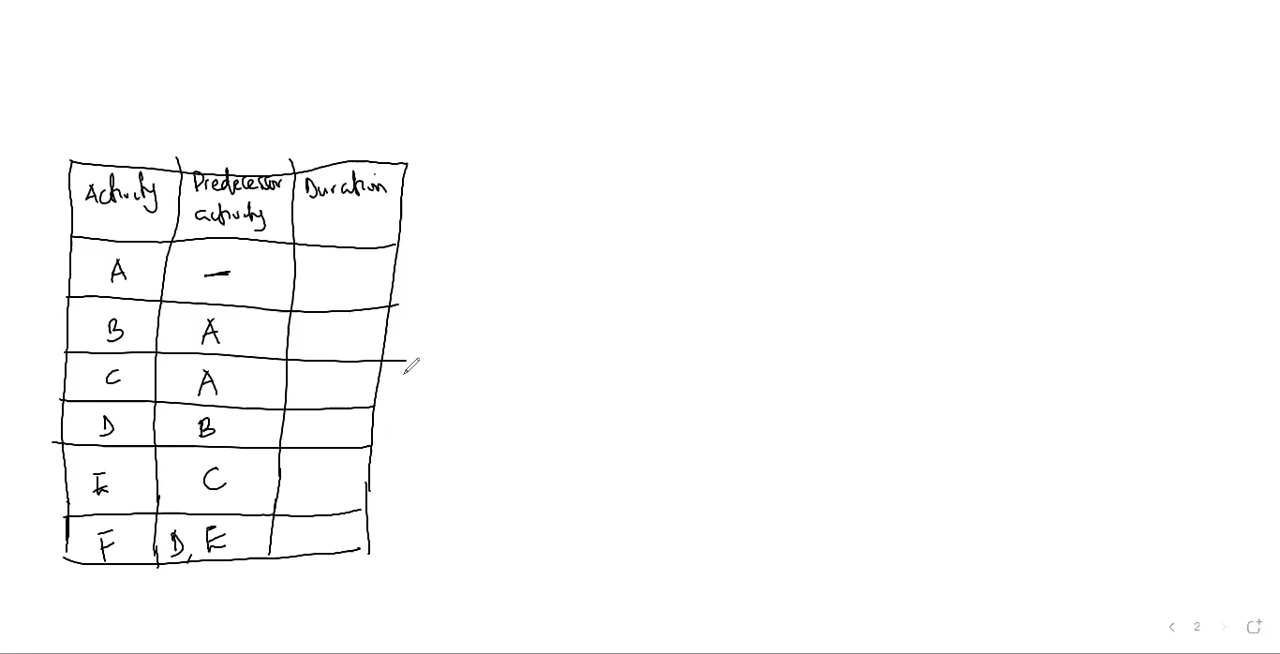 Activity Predecessor activity Duration
A –
B A
C A
D B
E C
F D, E
2